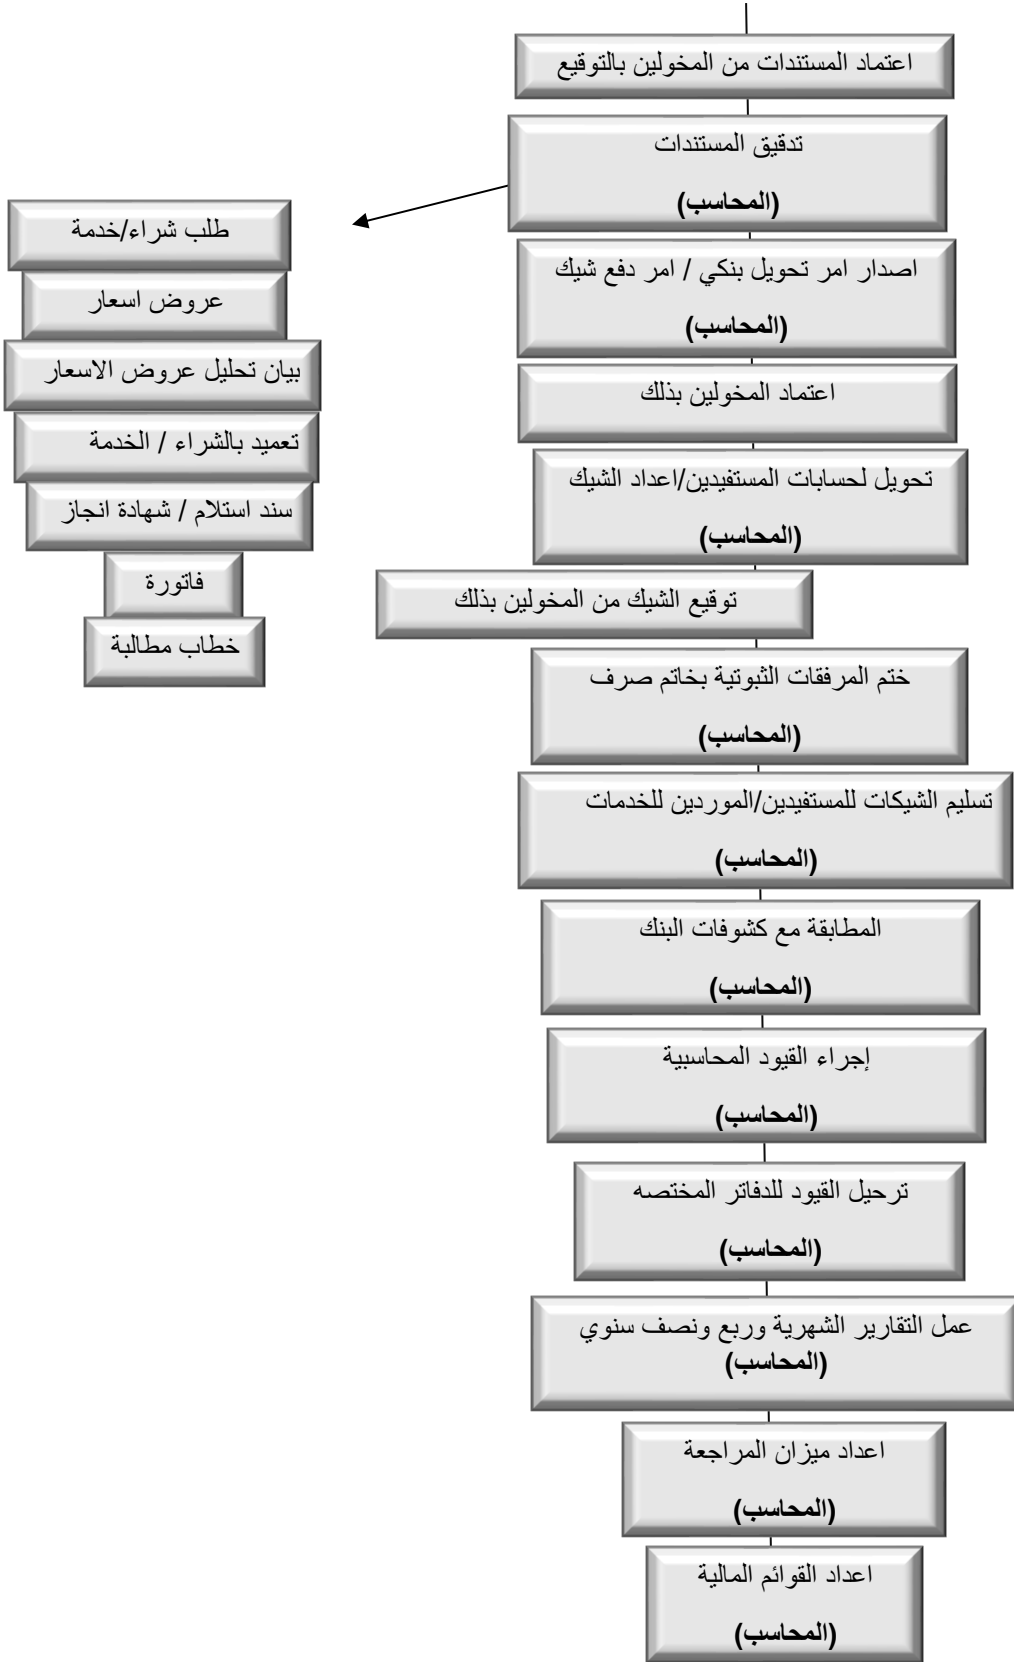 اعتماد المستندات من المخولين بالتوقيع
تدقيق المستندات
(المحاسب)
طلب شراء/خدمة
عروض اسعار
بيان تحليل عروض الاسعار
تعميد بالشراء / الخدمة
سند استلام / شهادة انجاز
فاتورة
خطاب مطالبة
اصدار امر تحويل بنكي / امر دفع شيك
(المحاسب)
اعتماد المخولين بذلك
تحويل لحسابات المستفيدين/اعداد الشيك
(المحاسب)
توقيع الشيك من المخولين بذلك
ختم المرفقات الثبوتية بخاتم صرف
(المحاسب)
تسليم الشيكات للمستفيدين/الموردين للخدمات
(المحاسب)
المطابقة مع كشوفات البنك
(المحاسب)
إجراء القيود المحاسبية
(المحاسب)
ترحيل القيود للدفاتر المختصه
(المحاسب)
عمل التقارير الشهرية وربع ونصف سنوي
(المحاسب)
اعداد ميزان المراجعة
(المحاسب)
اعداد القوائم المالية
(المحاسب)